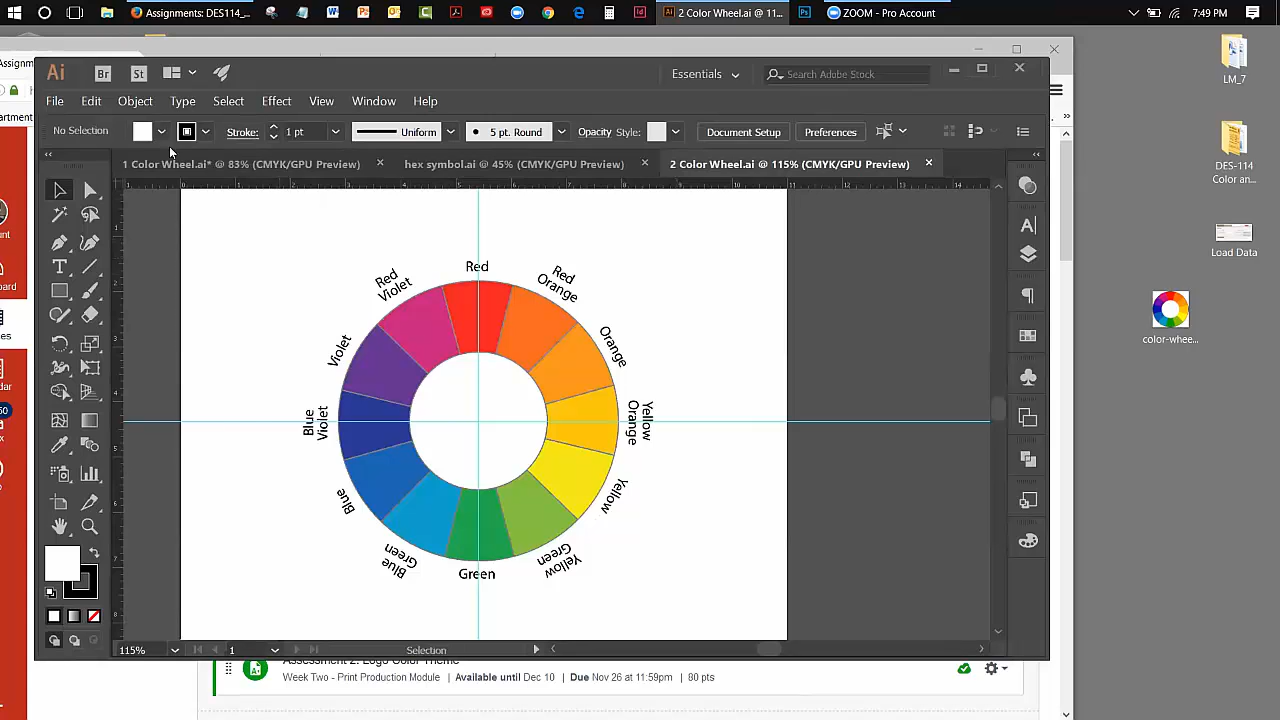 Assignments: DES114_...
2 Color Wheel.ai @ 11...
ZOOM - Pro Account
7:49 PM
Assignm
Ai
Br
St
Essentials
Search Adobe Stock
File Edit Object Type Select Effect View Window Help
No Selection
Stroke:
1 pt
Uniform
5 pt. Round
Opacity
Style:
Document Setup
Preferences
1 Color Wheel.ai* @ 83% (CMYK/GPU Preview)
hex symbol.ai @ 45% (CMYK/GPU Preview)
2 Color Wheel.ai @ 115% (CMYK/GPU Preview)
Red
Red
Orange
Orange
Yellow
Orange
Yellow
Yellow
Green
Green
Blue
Green
Blue
Blue
Violet
Violet
Red
Violet
115%
1
Selection
Assessment 2: Logo Color Theme
Week Two - Print Production Module | Available until Dec 10 | Due Nov 26 at 11:59pm | 80 pts
LM_7
DES-114
Color an...
Load Data
color-whee...